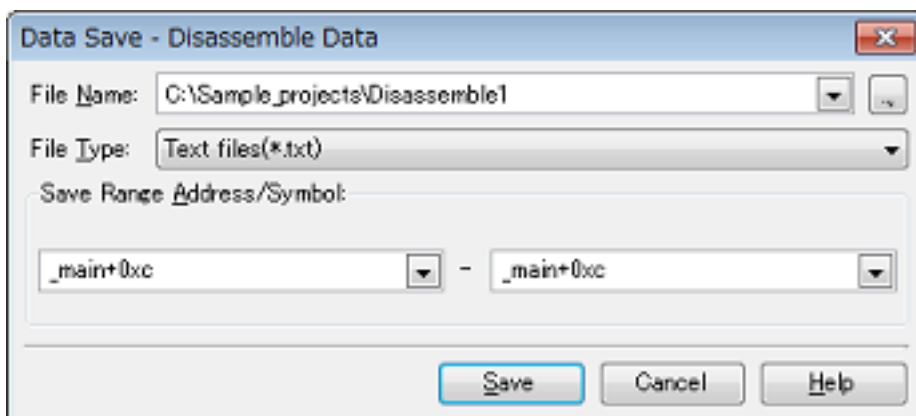 Data Save - Disassemble Data
File Name: C:\Sample_projects\Disassemble1 ...
File Type: Text files(*.txt)
Save Range Address/Symbol:
_main+0xc - _main+0xc
Save Cancel Help